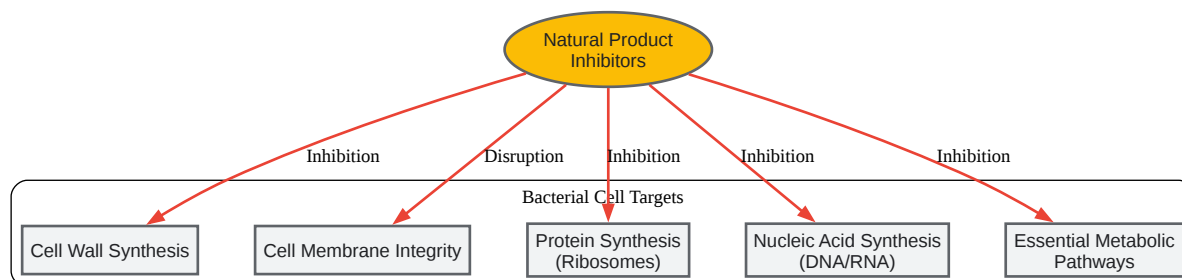 Natural Product
Inhibitors
Inhibition
Disruption
Inhibition
Inhibition
Inhibition
Bacterial Cell Targets
Cell Wall Synthesis
Cell Membrane Integrity
Protein Synthesis
(Ribosomes)
Nucleic Acid Synthesis
(DNA/RNA)
Essential Metabolic
Pathways